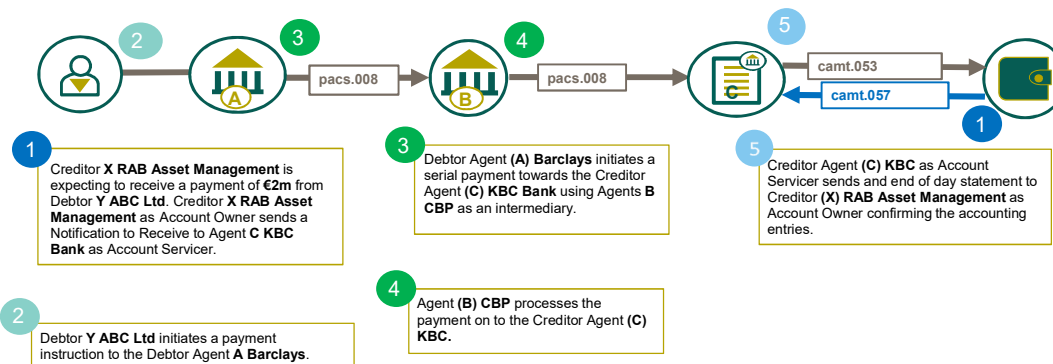 2
3
4
5
pacs.008
pacs.008
camt.053
camt.057
A
B
C
1
1
Creditor X RAB Asset Management is
expecting to receive a payment of €2m from
Debtor Y ABC Ltd. Creditor X RAB Asset
Management as Account Owner sends a
Notification to Receive to Agent C KBC
Bank as Account Servicer.
3
Debtor Agent (A) Barclays initiates a
serial payment towards the Creditor
Agent (C) KBC Bank using Agents B
CBP as an intermediary.
5
Creditor Agent (C) KBC as Account
Servicer sends and end of day statement to
Creditor (X) RAB Asset Management as
Account Owner confirming the accounting
entries.
2
Debtor Y ABC Ltd initiates a payment
instruction to the Debtor Agent A Barclays.
4
Agent (B) CBP processes the
payment on to the Creditor Agent (C)
KBC.